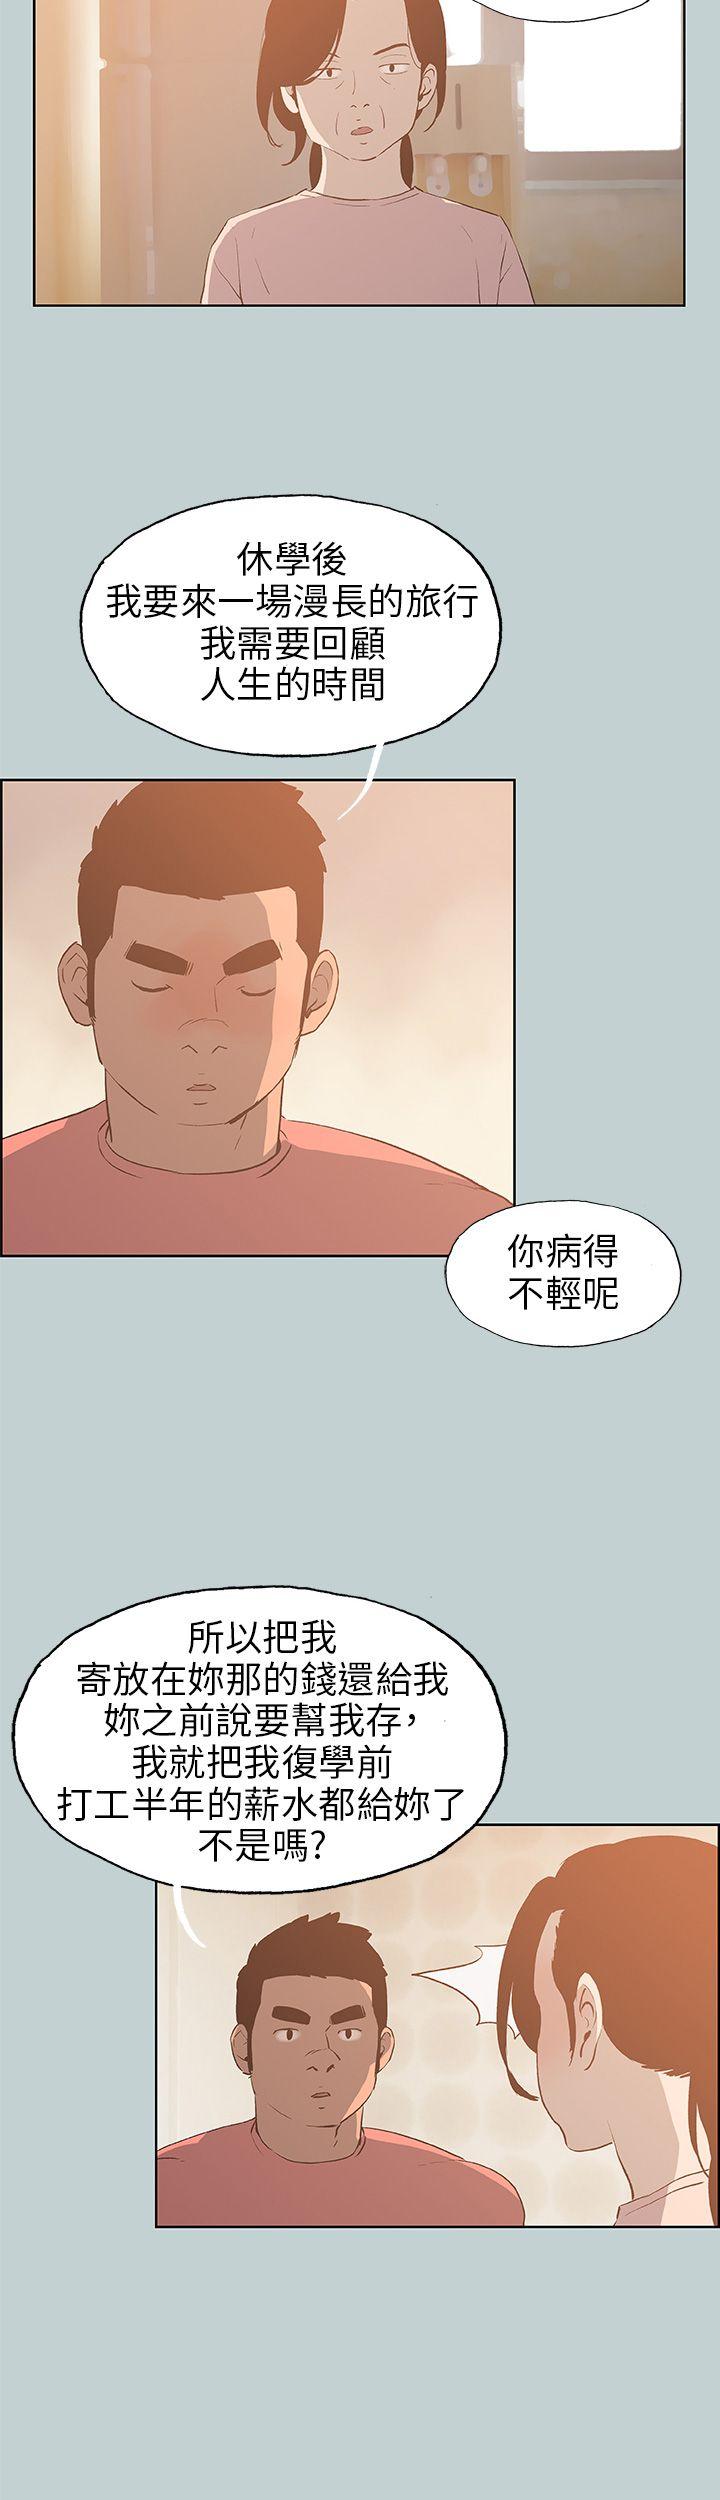 休學後
我要來一場漫長的旅行
我需要回顧
人生的時間
你病得
不輕呢
所以把我
寄放在妳那的錢還給我
妳之前說要幫我存，
我就把我復學前
打工半年的薪水都給妳了
不是嗎?